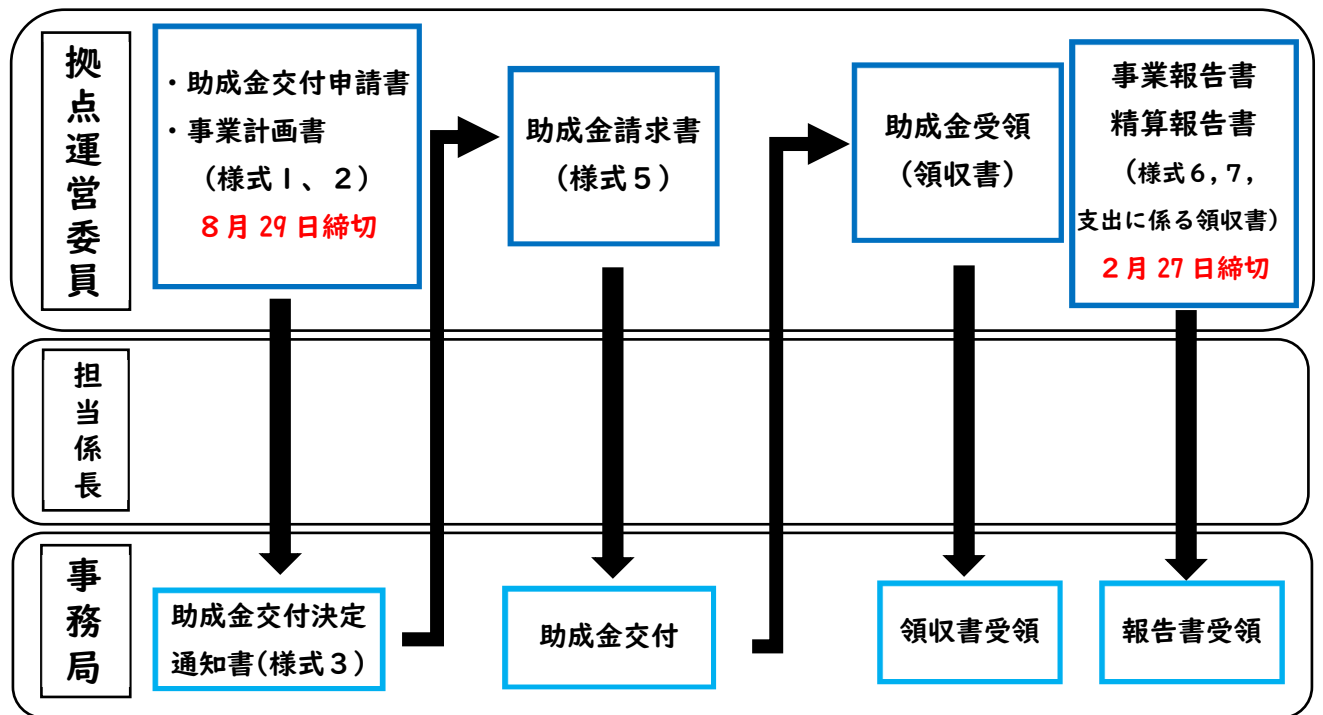 拠点運営委員
・助成金交付申請書
・事業計画書
(様式1、2)
8月29日締切
助成金請求書
(様式5)
助成金受領
(領収書)
事業報告書
精算報告書
(様式6,7,
支出に係る領収書)
2月27日締切
担当係長
事務局
助成金交付決定
通知書(様式3)
助成金交付
領収書受領
報告書受領